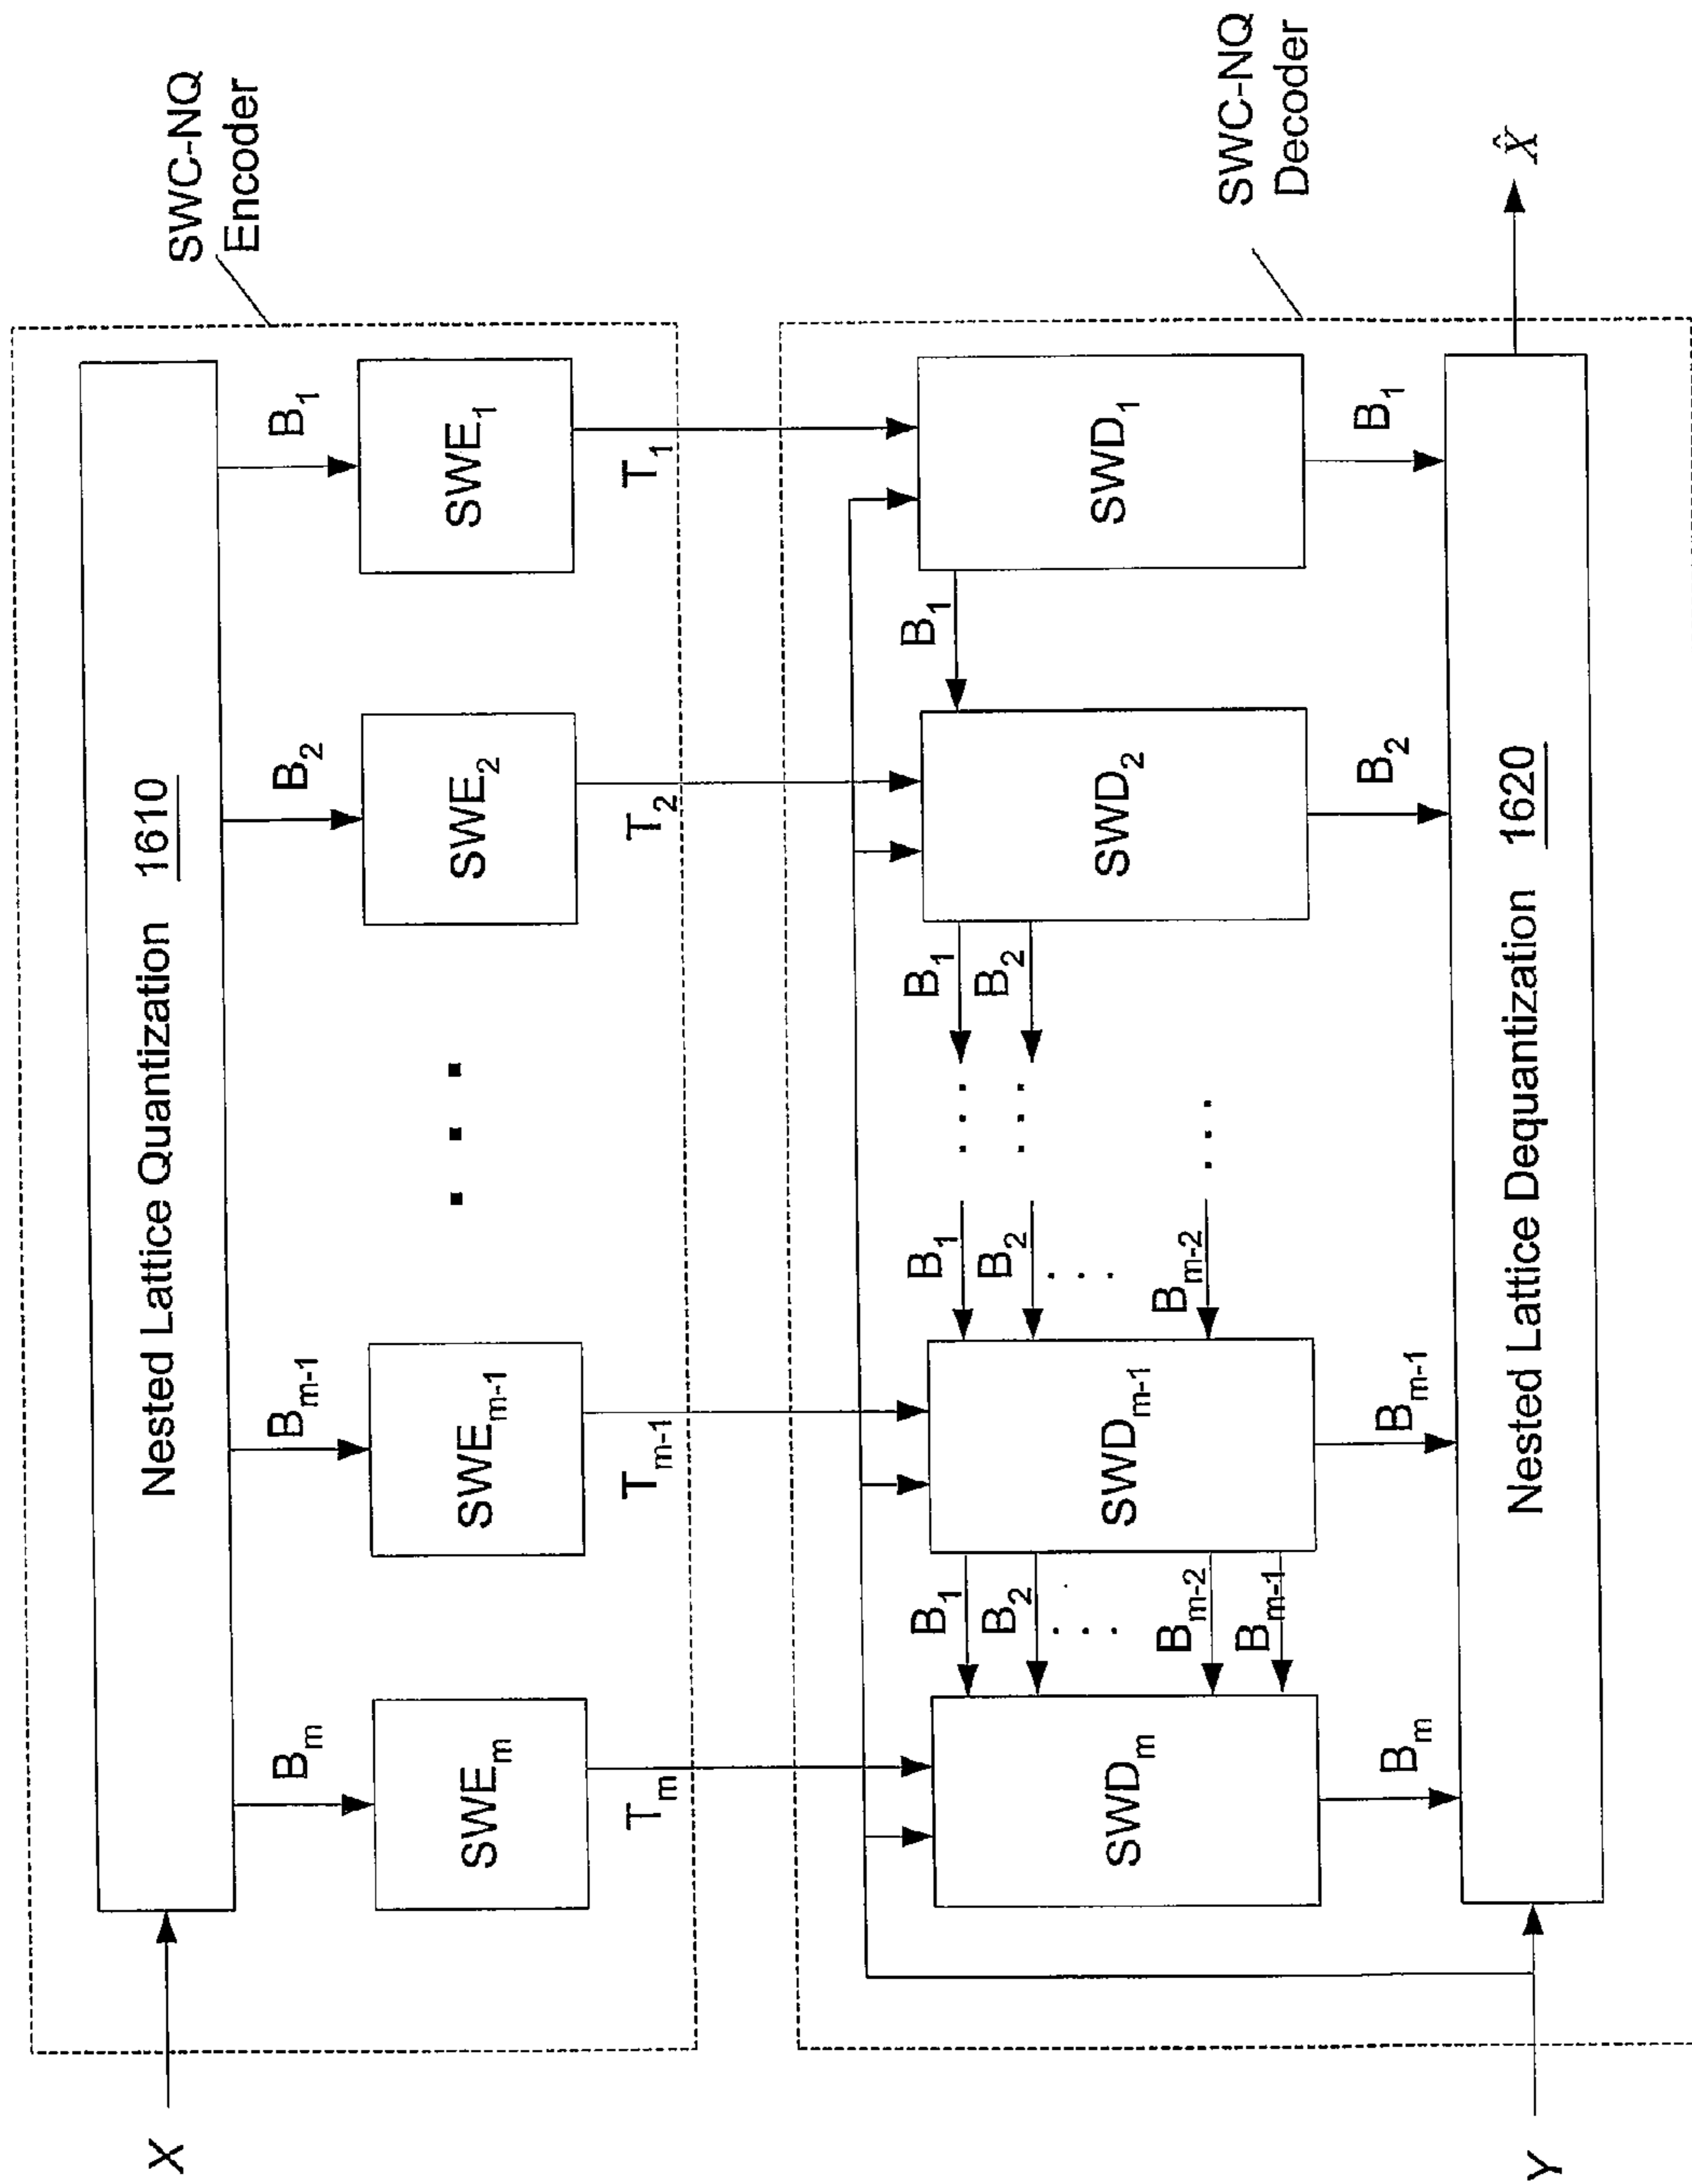 SWC-NQ
Encoder
X
Nested Lattice Quantization 1610
Bₘ
Bₘ₋₁
B₂
B₁
SWEₘ
SWEₘ₋₁
. . .
SWE₂
SWE₁
Tₘ
Tₘ₋₁
T₂
T₁
SWC-NQ
Decoder
B₁
B₁
B₁
B₁
B₂
B₂
B₂
. . .
. . .
. . .
. . .
. . .
Bₘ₋₂
Bₘ₋₂
Bₘ₋₁
SWDₘ
SWDₘ₋₁
SWD₂
SWD₁
Bₘ
Bₘ₋₁
B₂
B₁
Y
Nested Lattice Dequantization 1620
X̂